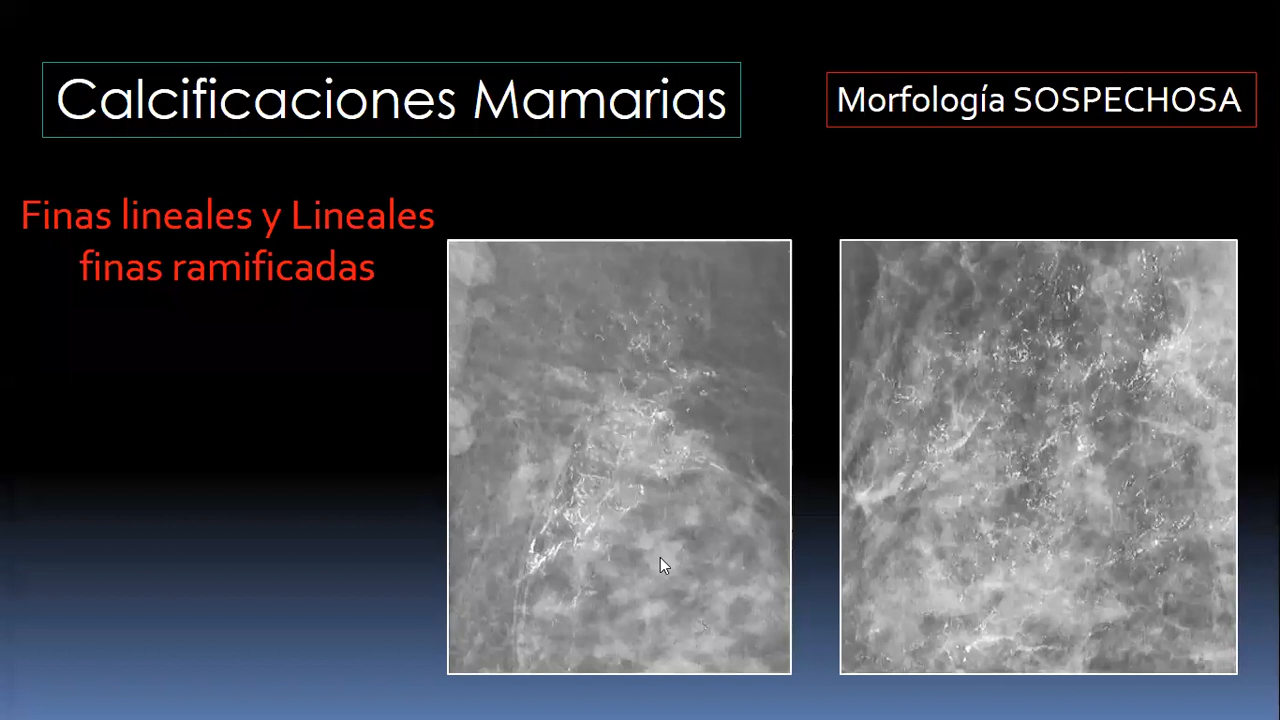 Calcificaciones Mamarias
Morfología SOSPECHOSA
Finas lineales y Lineales
finas ramificadas